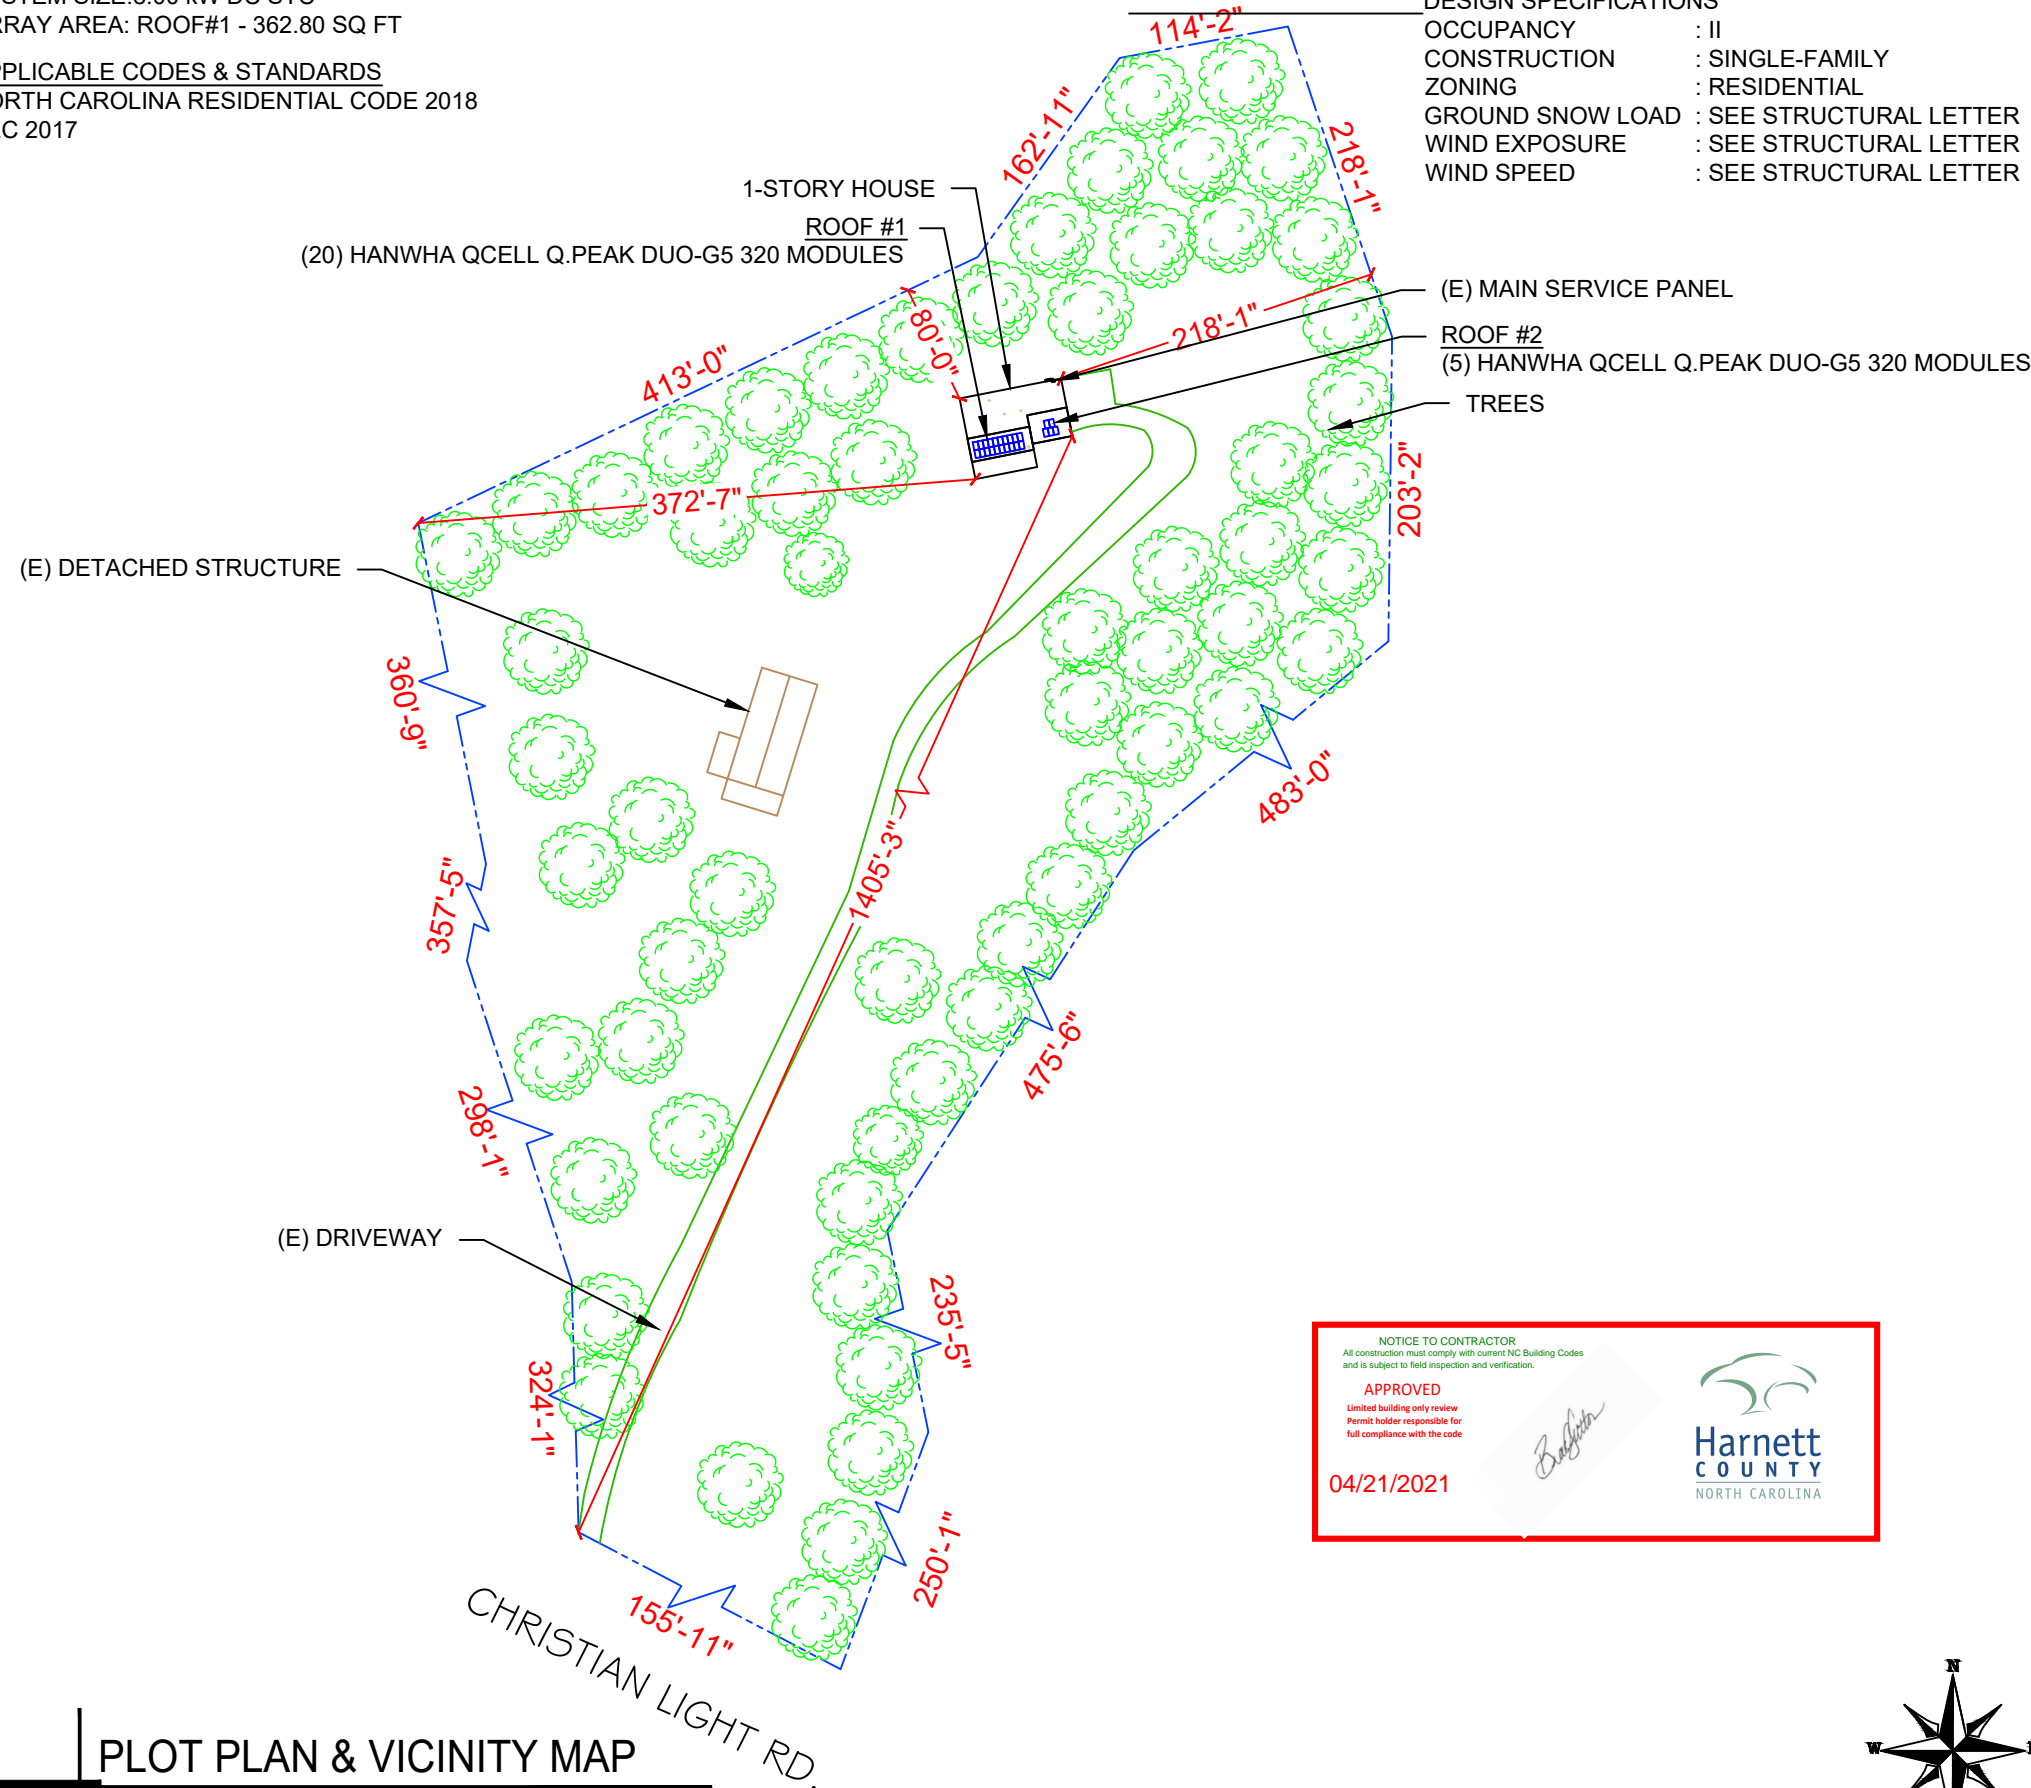 RRAY AREA: ROOF#1 - 362.80 SQ FT
PPLICABLE CODES & STANDARDS
ORTH CAROLINA RESIDENTIAL CODE 2018
C 2017
DESIGN SPECIFICATIONS
OCCUPANCY : II
CONSTRUCTION : SINGLE-FAMILY
ZONING : RESIDENTIAL
GROUND SNOW LOAD : SEE STRUCTURAL LETTER
WIND EXPOSURE : SEE STRUCTURAL LETTER
WIND SPEED : SEE STRUCTURAL LETTER
114'-2"
162'-11"
218'-1"
1-STORY HOUSE
ROOF #1
(20) HANWHA QCELL Q.PEAK DUO-G5 320 MODULES
(E) MAIN SERVICE PANEL
ROOF #2
(5) HANWHA QCELL Q.PEAK DUO-G5 320 MODULES
TREES
80'-0"
218'-1"
413'-0"
372'-7"
203'-2"
(E) DETACHED STRUCTURE
360'-9"
483'-0"
1405'-3"
357'-5"
475'-6"
298'-1"
(E) DRIVEWAY
235'-5"
324'-1"
250'-1"
155'-11"
CHRISTIAN LIGHT RD.
NOTICE TO CONTRACTOR
All construction must comply with current NC Building Codes
and is subject to field inspection and verification.
APPROVED
Limited building only review
Permit holder responsible for
full compliance with the code
04/21/2021
Harnett
COUNTY
NORTH CAROLINA
N
W
PLOT PLAN & VICINITY MAP